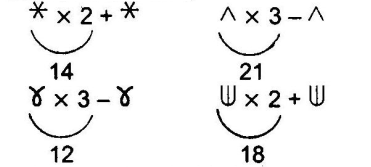 * × 2 + * ^ × 3 – ^
14 21
ɤ × 3 – ɤ Ⴘ × 2 + Ⴘ
12 18